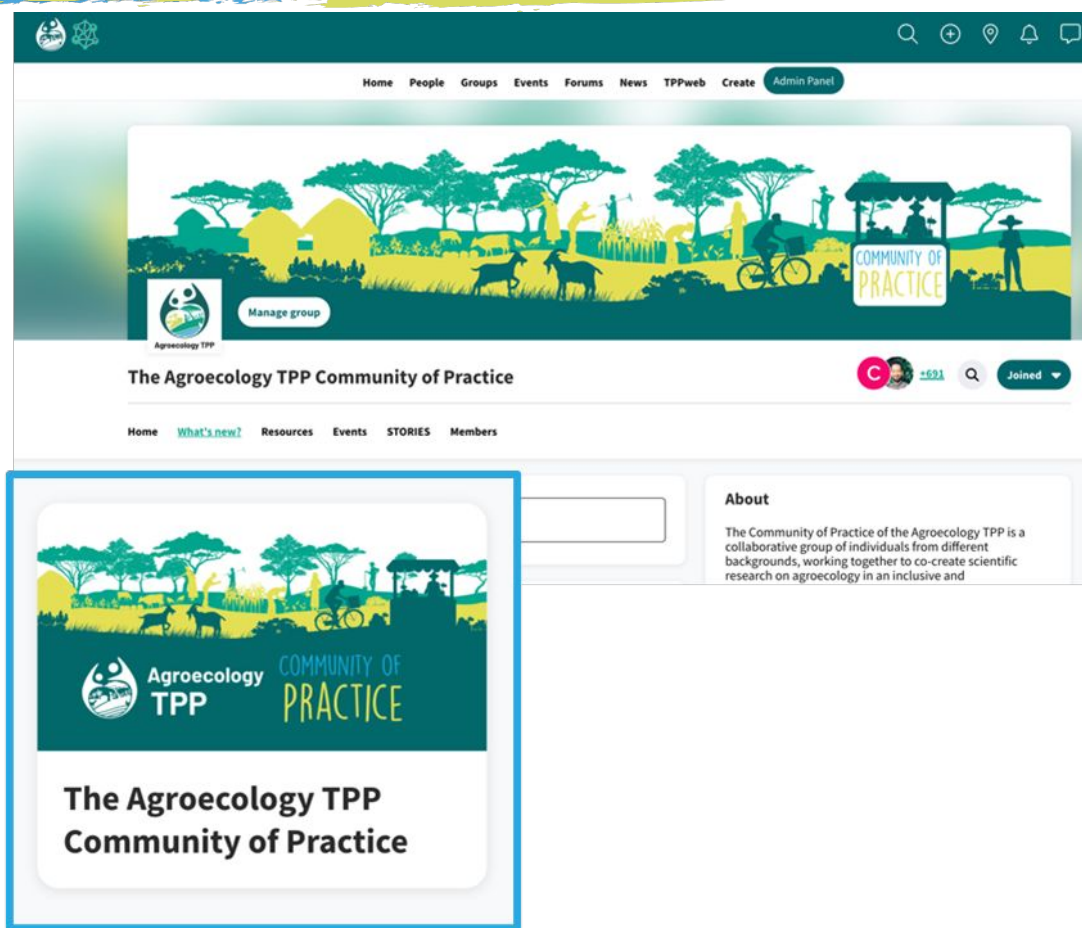 Home People Groups Events Forums News TPPweb Create Admin Panel
COMMUNITY OF
PRACTICE
Manage group
Agroecology TPP
The Agroecology TPP Community of Practice
C +691 Joined
Home What's new? Resources Events STORIES Members
About
The Community of Practice of the Agroecology TPP is a
collaborative group of individuals from different
backgrounds, working together to co-create scientific
research on agroecology in an inclusive and
Agroecology
TPP
COMMUNITY OF
PRACTICE
The Agroecology TPP
Community of Practice